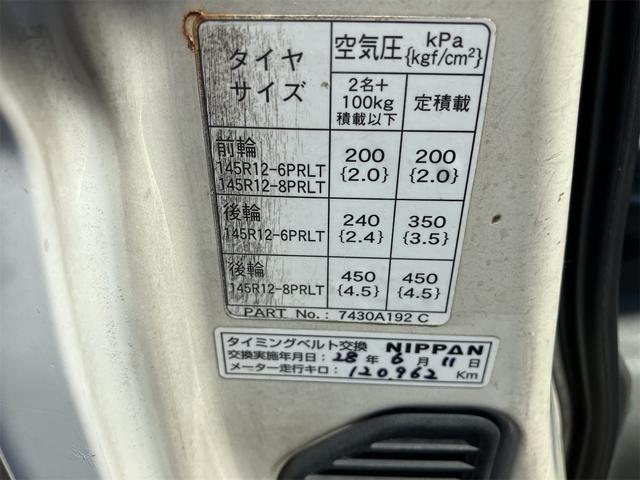 タイヤ
サイズ
空気圧 kPa
{kgf/cm²}
2名+
100kg
積載以下
定積載
前輪
145R12-6PRLT
145R12-8PRLT
200
{2.0}
200
{2.0}
後輪
145R12-6PRLT
240
{2.4}
350
{3.5}
後輪
145R12-8PRLT
450
{4.5}
450
{4.5}
PART No.: 7430A192 C
タイミングベルト交換 NIPPAN
交換実施年月日: 28年 6月 11日
メーター走行キロ: 120,962 Km